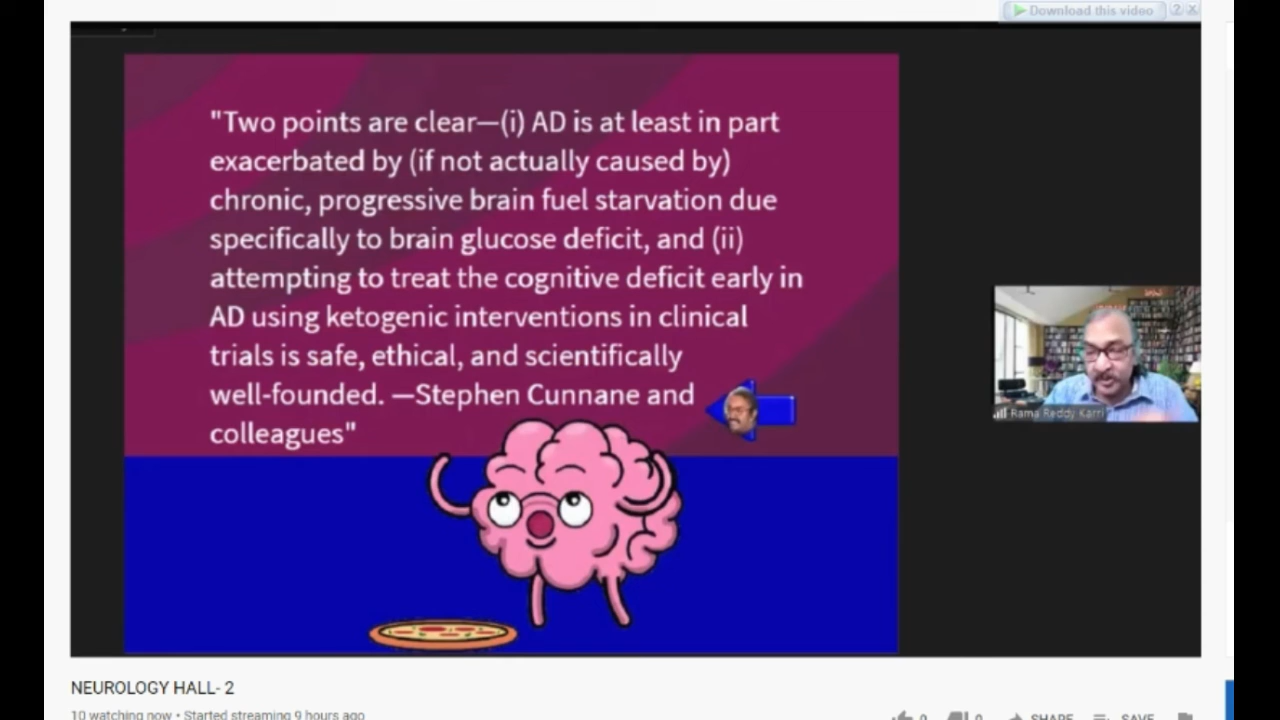 Download this video ? ×
"Two points are clear—(i) AD is at least in part
exacerbated by (if not actually caused by)
chronic, progressive brain fuel starvation due
specifically to brain glucose deficit, and (ii)
attempting to treat the cognitive deficit early in
AD using ketogenic interventions in clinical
trials is safe, ethical, and scientifically
well-founded. —Stephen Cunnane and
colleagues"
Rama Reddy Karri
NEUROLOGY HALL- 2
10 watching now • Started streaming 9 hours ago
0 0 SHARE SAVE